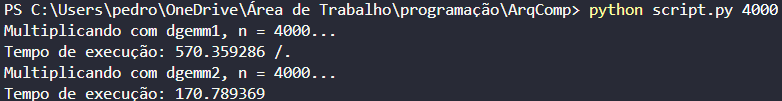 PS C:\Users\pedro\OneDrive\Área de Trabalho\programação\ArqComp> python script.py 4000
Multiplicando com dgemm1, n = 4000...
Tempo de execução: 570.359286 /.
Multiplicando com dgemm2, n = 4000...
Tempo de execução: 170.789369